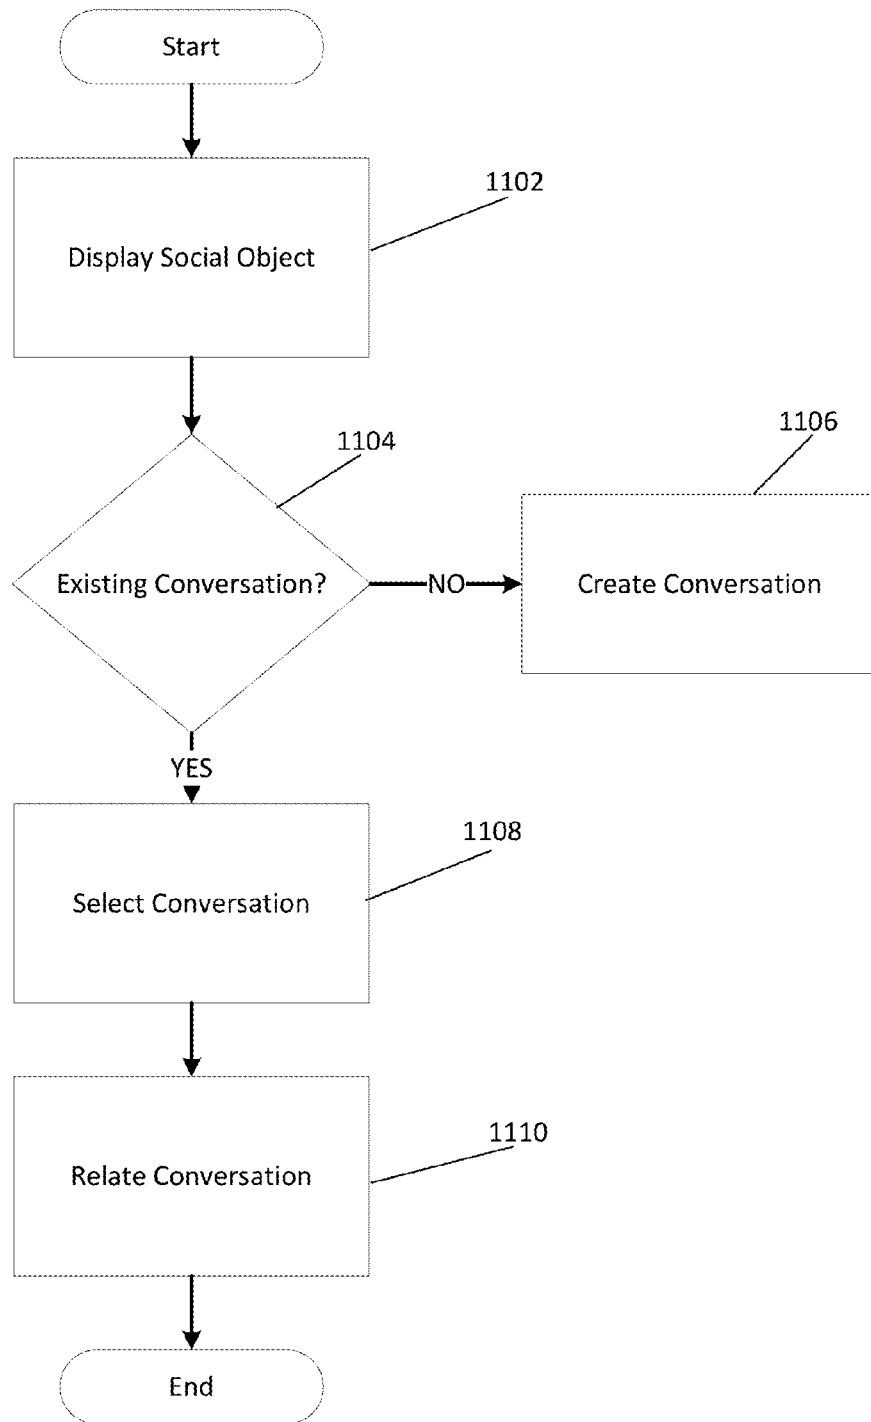 Start
1102
Display Social Object
1104
1106
Existing Conversation?
NO
Create Conversation
YES
1108
Select Conversation
1110
Relate Conversation
End